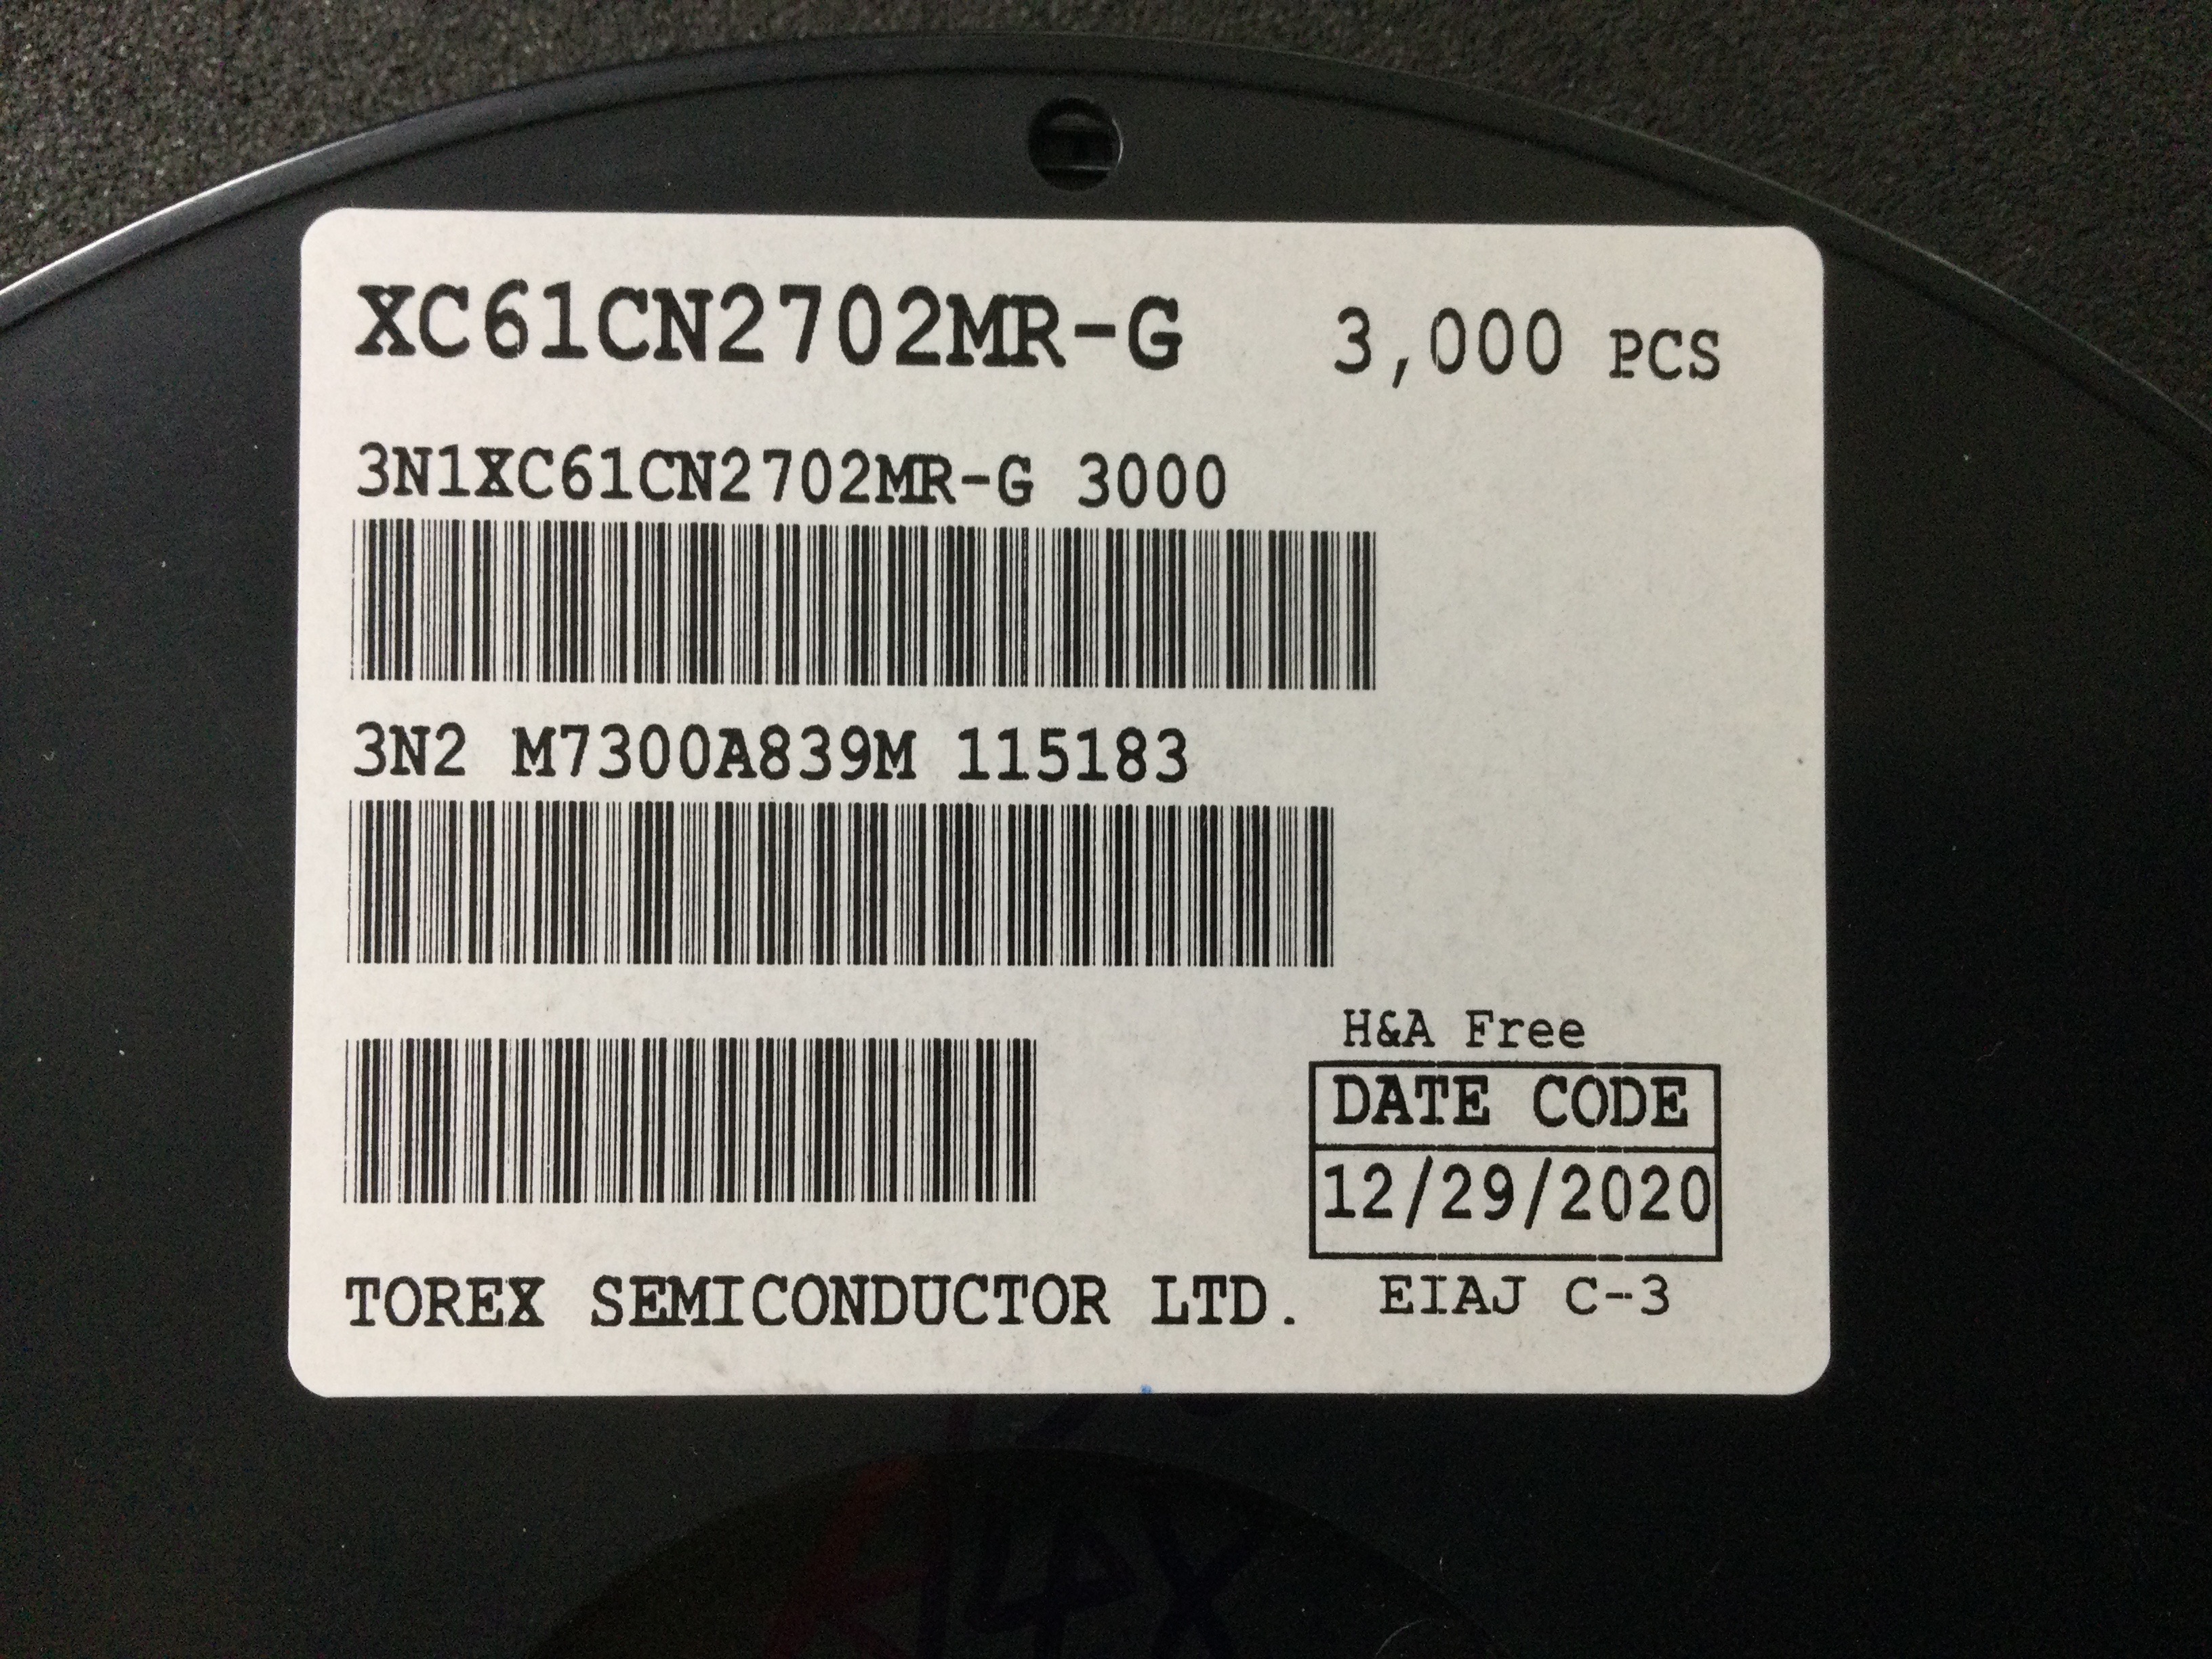 XC61CN2702MR-G 3,000 PCS
3N1XC61CN2702MR-G 3000
3N2 M7300A839M 115183
H&A Free
DATE CODE
12/29/2020
TOREX SEMICONDUCTOR LTD. EIAJ C-3